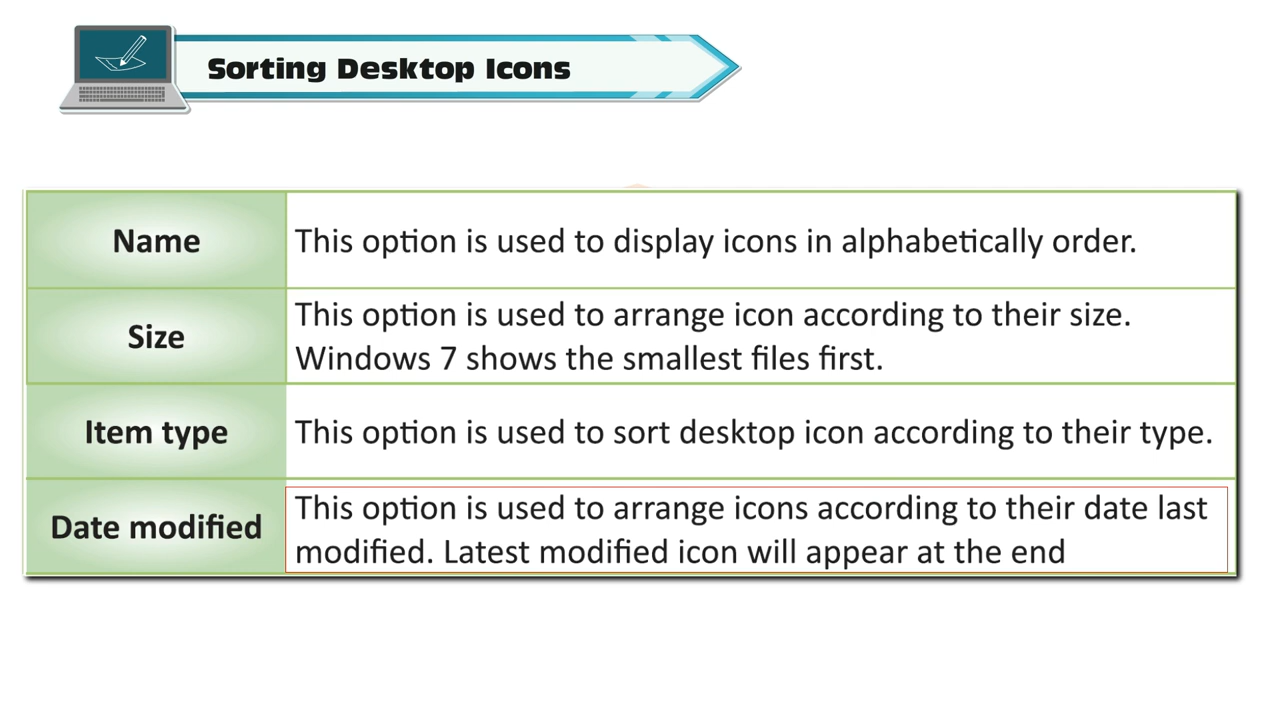 Sorting Desktop Icons
Name
This option is used to display icons in alphabetically order.
Size
This option is used to arrange icon according to their size.
Windows 7 shows the smallest files first.
Item type
This option is used to sort desktop icon according to their type.
Date modified
This option is used to arrange icons according to their date last
modified. Latest modified icon will appear at the end